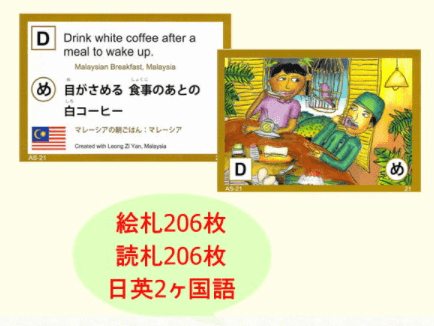 D
Drink white coffee after a
meal to wake up.
Malaysian Breakfast, Malaysia
め
目がさめる 食事のあとの
白コーヒー
マレーシアの朝ごはん：マレーシア
Created with Leong Zi Yan, Malaysia
AS-21
D
め
AS-21
21
絵札206枚
読札206枚
日英2ヶ国語